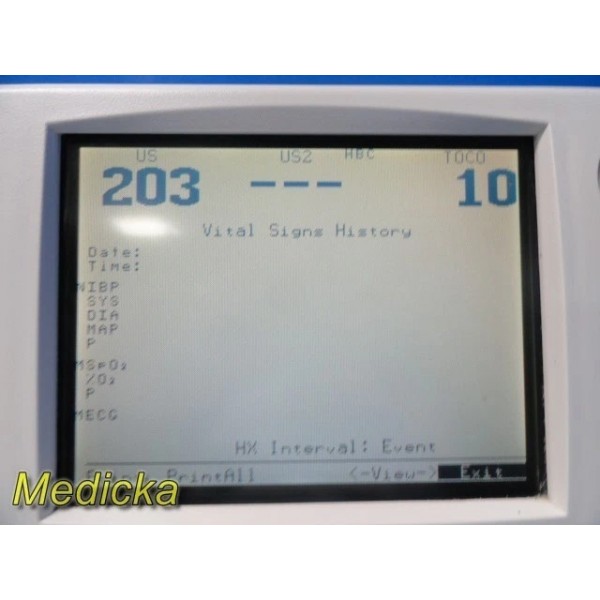 US US2 HBC TOCO
203 --- 10
Vital Signs History
Date:
Time:
NIBP
SYS
DIA
MAP
P
MSpO₂
%O₂
P
MECG
HX Interval: Event
PrintAll <-View-> Exit
Medicka